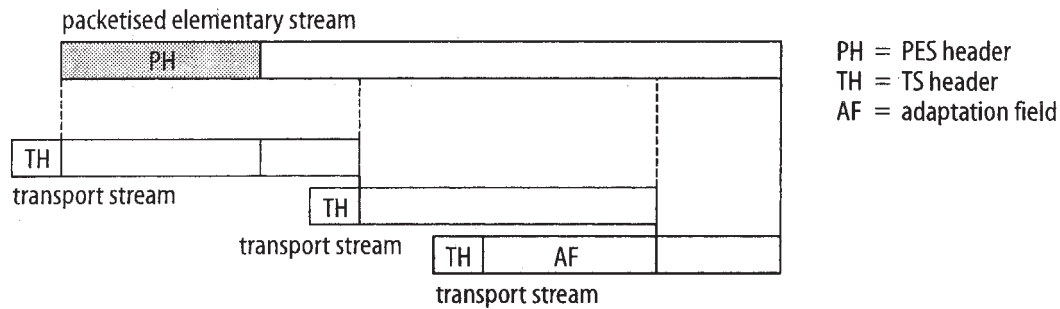 packetised elementary stream
PH
PH = PES header
TH = TS header
AF = adaptation field
TH
transport stream
TH
transport stream
TH AF
transport stream